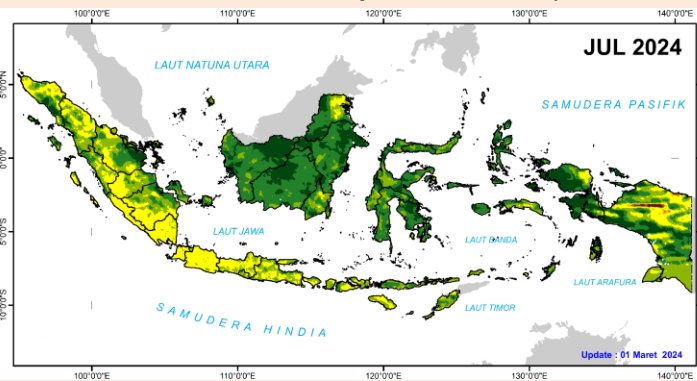 100°0'0"E 110°0'0"E 120°0'0"E 130°0'0"E 140°0'0"E
JUL 2024
LAUT NATUNA UTARA
5°0'0"N
SAMUDERA PASIFIK
0°0'0"
LAUT JAWA
LAUT BANDA
5°0'0"S
LAUT ARAFURA
10°0'0"S
SAMUDERA HINDIA
LAUT TIMOR
Update : 01 Maret 2024
100°0'0"E 110°0'0"E 120°0'0"E 130°0'0"E 140°0'0"E